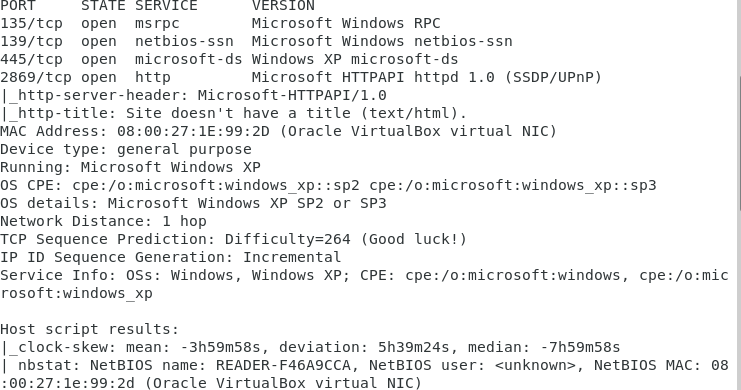 PORT     STATE SERVICE      VERSION
135/tcp  open  msrpc        Microsoft Windows RPC
139/tcp  open  netbios-ssn  Microsoft Windows netbios-ssn
445/tcp  open  microsoft-ds Windows XP microsoft-ds
2869/tcp open  http         Microsoft HTTPAPI httpd 1.0 (SSDP/UPnP)
|_http-server-header: Microsoft-HTTPAPI/1.0
|_http-title: Site doesn't have a title (text/html).
MAC Address: 08:00:27:1E:99:2D (Oracle VirtualBox virtual NIC)
Device type: general purpose
Running: Microsoft Windows XP
OS CPE: cpe:/o:microsoft:windows_xp::sp2 cpe:/o:microsoft:windows_xp::sp3
OS details: Microsoft Windows XP SP2 or SP3
Network Distance: 1 hop
TCP Sequence Prediction: Difficulty=264 (Good luck!)
IP ID Sequence Generation: Incremental
Service Info: OSs: Windows, Windows XP; CPE: cpe:/o:microsoft:windows, cpe:/o:mic
rosoft:windows_xp

Host script results:
|_clock-skew: mean: -3h59m58s, deviation: 5h39m24s, median: -7h59m58s
| nbstat: NetBIOS name: READER-F46A9CCA, NetBIOS user: <unknown>, NetBIOS MAC: 08
:00:27:1e:99:2d (Oracle VirtualBox virtual NIC)